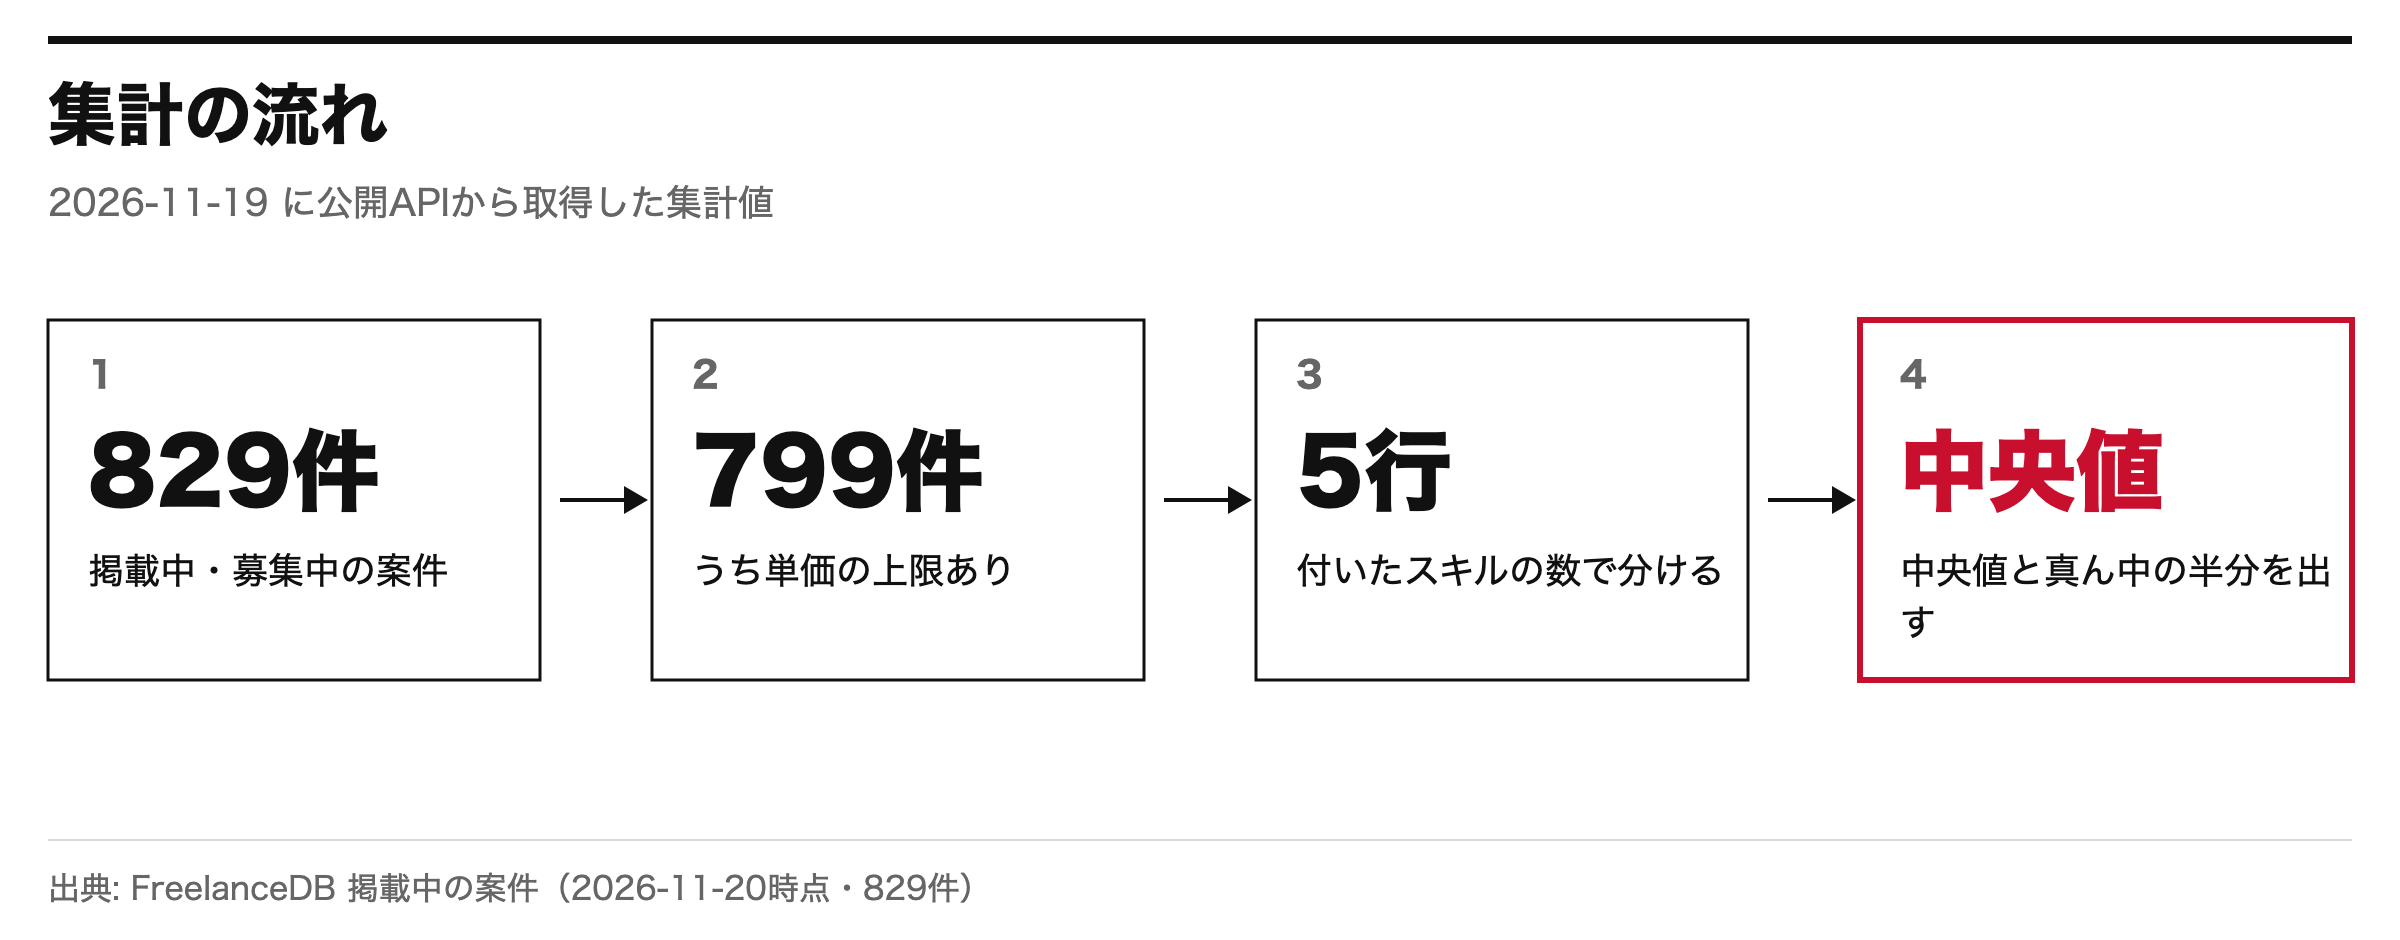 集計の流れ
2026-11-19 に公開APIから取得した集計値
1
829件
掲載中・募集中の案件
2
799件
うち単価の上限あり
3
5行
付いたスキルの数で分ける
4
中央値
中央値と真ん中の半分を出
す
出典: FreelanceDB 掲載中の案件（2026-11-20時点・829件）